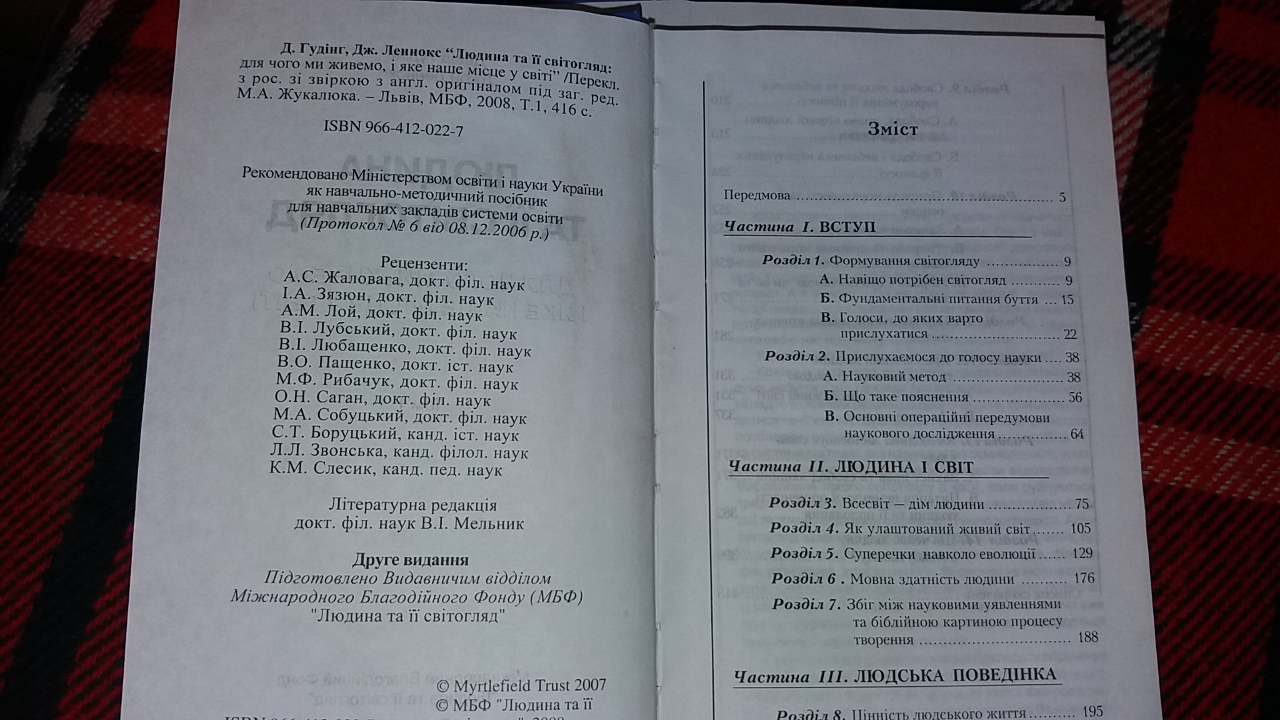 Д. Гудінг, Дж. Леннокс “Людина та її світогляд:
для чого ми живемо, і яке наше місце у світі” /Перекл.
з рос. зі звіркою з англ. оригіналом під заг. ред.
М.А. Жукалюка. – Львів, МБФ, 2008, Т.1, 416 с.
ISBN 966-412-022-7
Рекомендовано Міністерством освіти і науки України
як навчально-методичний посібник
для навчальних закладів системи освіти
(Протокол № 6 від 08.12.2006 р.)
Рецензенти:
А.С. Жаловага, докт. філ. наук
І.А. Зязюн, докт. філ. наук
А.М. Лой, докт. філ. наук
В.І. Лубський, докт. філ. наук
В.І. Любащенко, докт. філ. наук
В.О. Пащенко, докт. іст. наук
М.Ф. Рибачук, докт. філ. наук
О.Н. Саган, докт. філ. наук
М.А. Собуцький, докт. філ. наук
С.Т. Боруцький, канд. іст. наук
Л.Л. Звонська, канд. філол. наук
К.М. Слесик, канд. пед. наук
Літературна редакція
докт. філ. наук В.І. Мельник
Друге видання
Підготовлено Видавничим відділом
Міжнародного Благодійного Фонду (МБФ)
"Людина та її світогляд"
© Myrtlefield Trust 2007
© МБФ "Людина та її
Зміст
Передмова ........................................................ 5
Частина I. ВСТУП
Розділ 1. Формування світогляду ................. 9
А. Навіщо потрібен світогляд ............ 9
Б. Фундаментальні питання буття ... 15
В. Голоси, до яких варто
прислухатися ............................ 22
Розділ 2. Прислухаємося до голосу науки .... 38
А. Науковий метод ....................... 38
Б. Що таке пояснення .................... 56
В. Основні операційні передумови
наукового дослідження ............. 64
Частина II. ЛЮДИНА І СВІТ
Розділ 3. Всесвіт – дім людини ................. 75
Розділ 4. Як улаштований живий світ ........ 105
Розділ 5. Суперечки навколо еволюції ...... 129
Розділ 6 . Мовна здатність людини .......... 176
Розділ 7. Збіг між науковими уявленнями
та біблійною картиною процесу
творення ................................. 188
Частина III. ЛЮДСЬКА ПОВЕДІНКА
Розділ 8. Цінність людського життя ........... 195